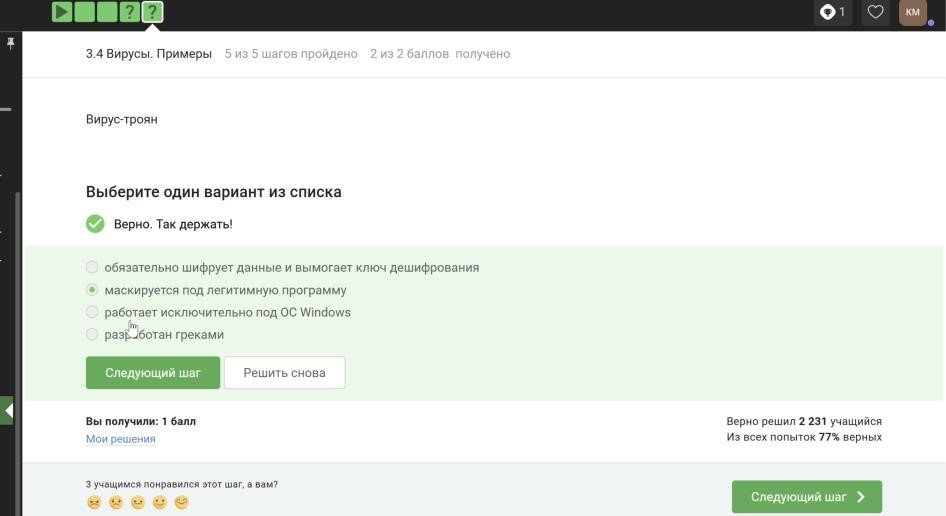 ? ?
1
КМ
3.4 Вирусы. Примеры 5 из 5 шагов пройдено 2 из 2 баллов получено
Вирус-троян
Выберите один вариант из списка
Верно. Так держать!
обязательно шифрует данные и вымогает ключ дешифрования
маскируется под легитимную программу
работает исключительно под ОС Windows
разработан греками
Следующий шаг Решить снова
Вы получили: 1 балл
Мои решения
Верно решил 2 231 учащийся
Из всех попыток 77% верных
3 учащимся понравился этот шаг, а вам?
Следующий шаг